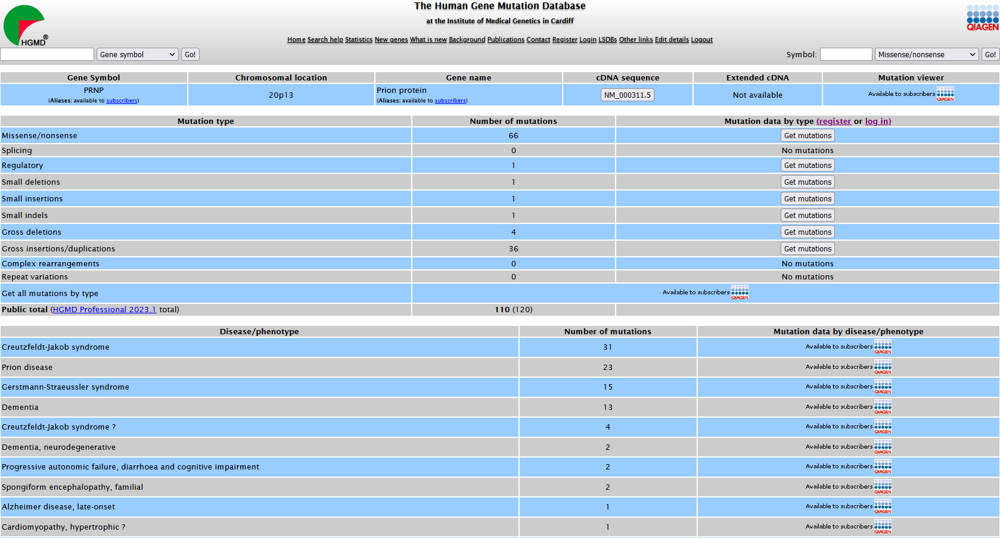 The Human Gene Mutation Database
at the Institute of Medical Genetics in Cardiff
HGMD®
QIAGEN
Home Search help Statistics New genes What is new Background Publications Contact Register Login LSDBs Other links Edit details Logout
Gene symbol Go! Symbol: Missense/nonsense Go!
Gene Symbol Chromosomal location Gene name cDNA sequence Extended cDNA Mutation viewer
PRNP
(Aliases: available to subscribers) 20p13 Prion protein
(Aliases: available to subscribers) NM_000311.5 Not available Available to subscribers QIAGEN
Mutation type Number of mutations Mutation data by type (register or log in)
Missense/nonsense 66 Get mutations
Splicing 0 No mutations
Regulatory 1 Get mutations
Small deletions 1 Get mutations
Small insertions 1 Get mutations
Small indels 1 Get mutations
Gross deletions 4 Get mutations
Gross insertions/duplications 36 Get mutations
Complex rearrangements 0 No mutations
Repeat variations 0 No mutations
Get all mutations by type Available to subscribers QIAGEN
Public total (HGMD Professional 2023.1 total) 110 (120)
Disease/phenotype Number of mutations Mutation data by disease/phenotype
Creutzfeldt-Jakob syndrome 31 Available to subscribers QIAGEN
Prion disease 23 Available to subscribers QIAGEN
Gerstmann-Straeussler syndrome 15 Available to subscribers QIAGEN
Dementia 13 Available to subscribers QIAGEN
Creutzfeldt-Jakob syndrome ? 4 Available to subscribers QIAGEN
Dementia, neurodegenerative 2 Available to subscribers QIAGEN
Progressive autonomic failure, diarrhoea and cognitive impairment 2 Available to subscribers QIAGEN
Spongiform encephalopathy, familial 2 Available to subscribers QIAGEN
Alzheimer disease, late-onset 1 Available to subscribers QIAGEN
Cardiomyopathy, hypertrophic ? 1 Available to subscribers QIAGEN